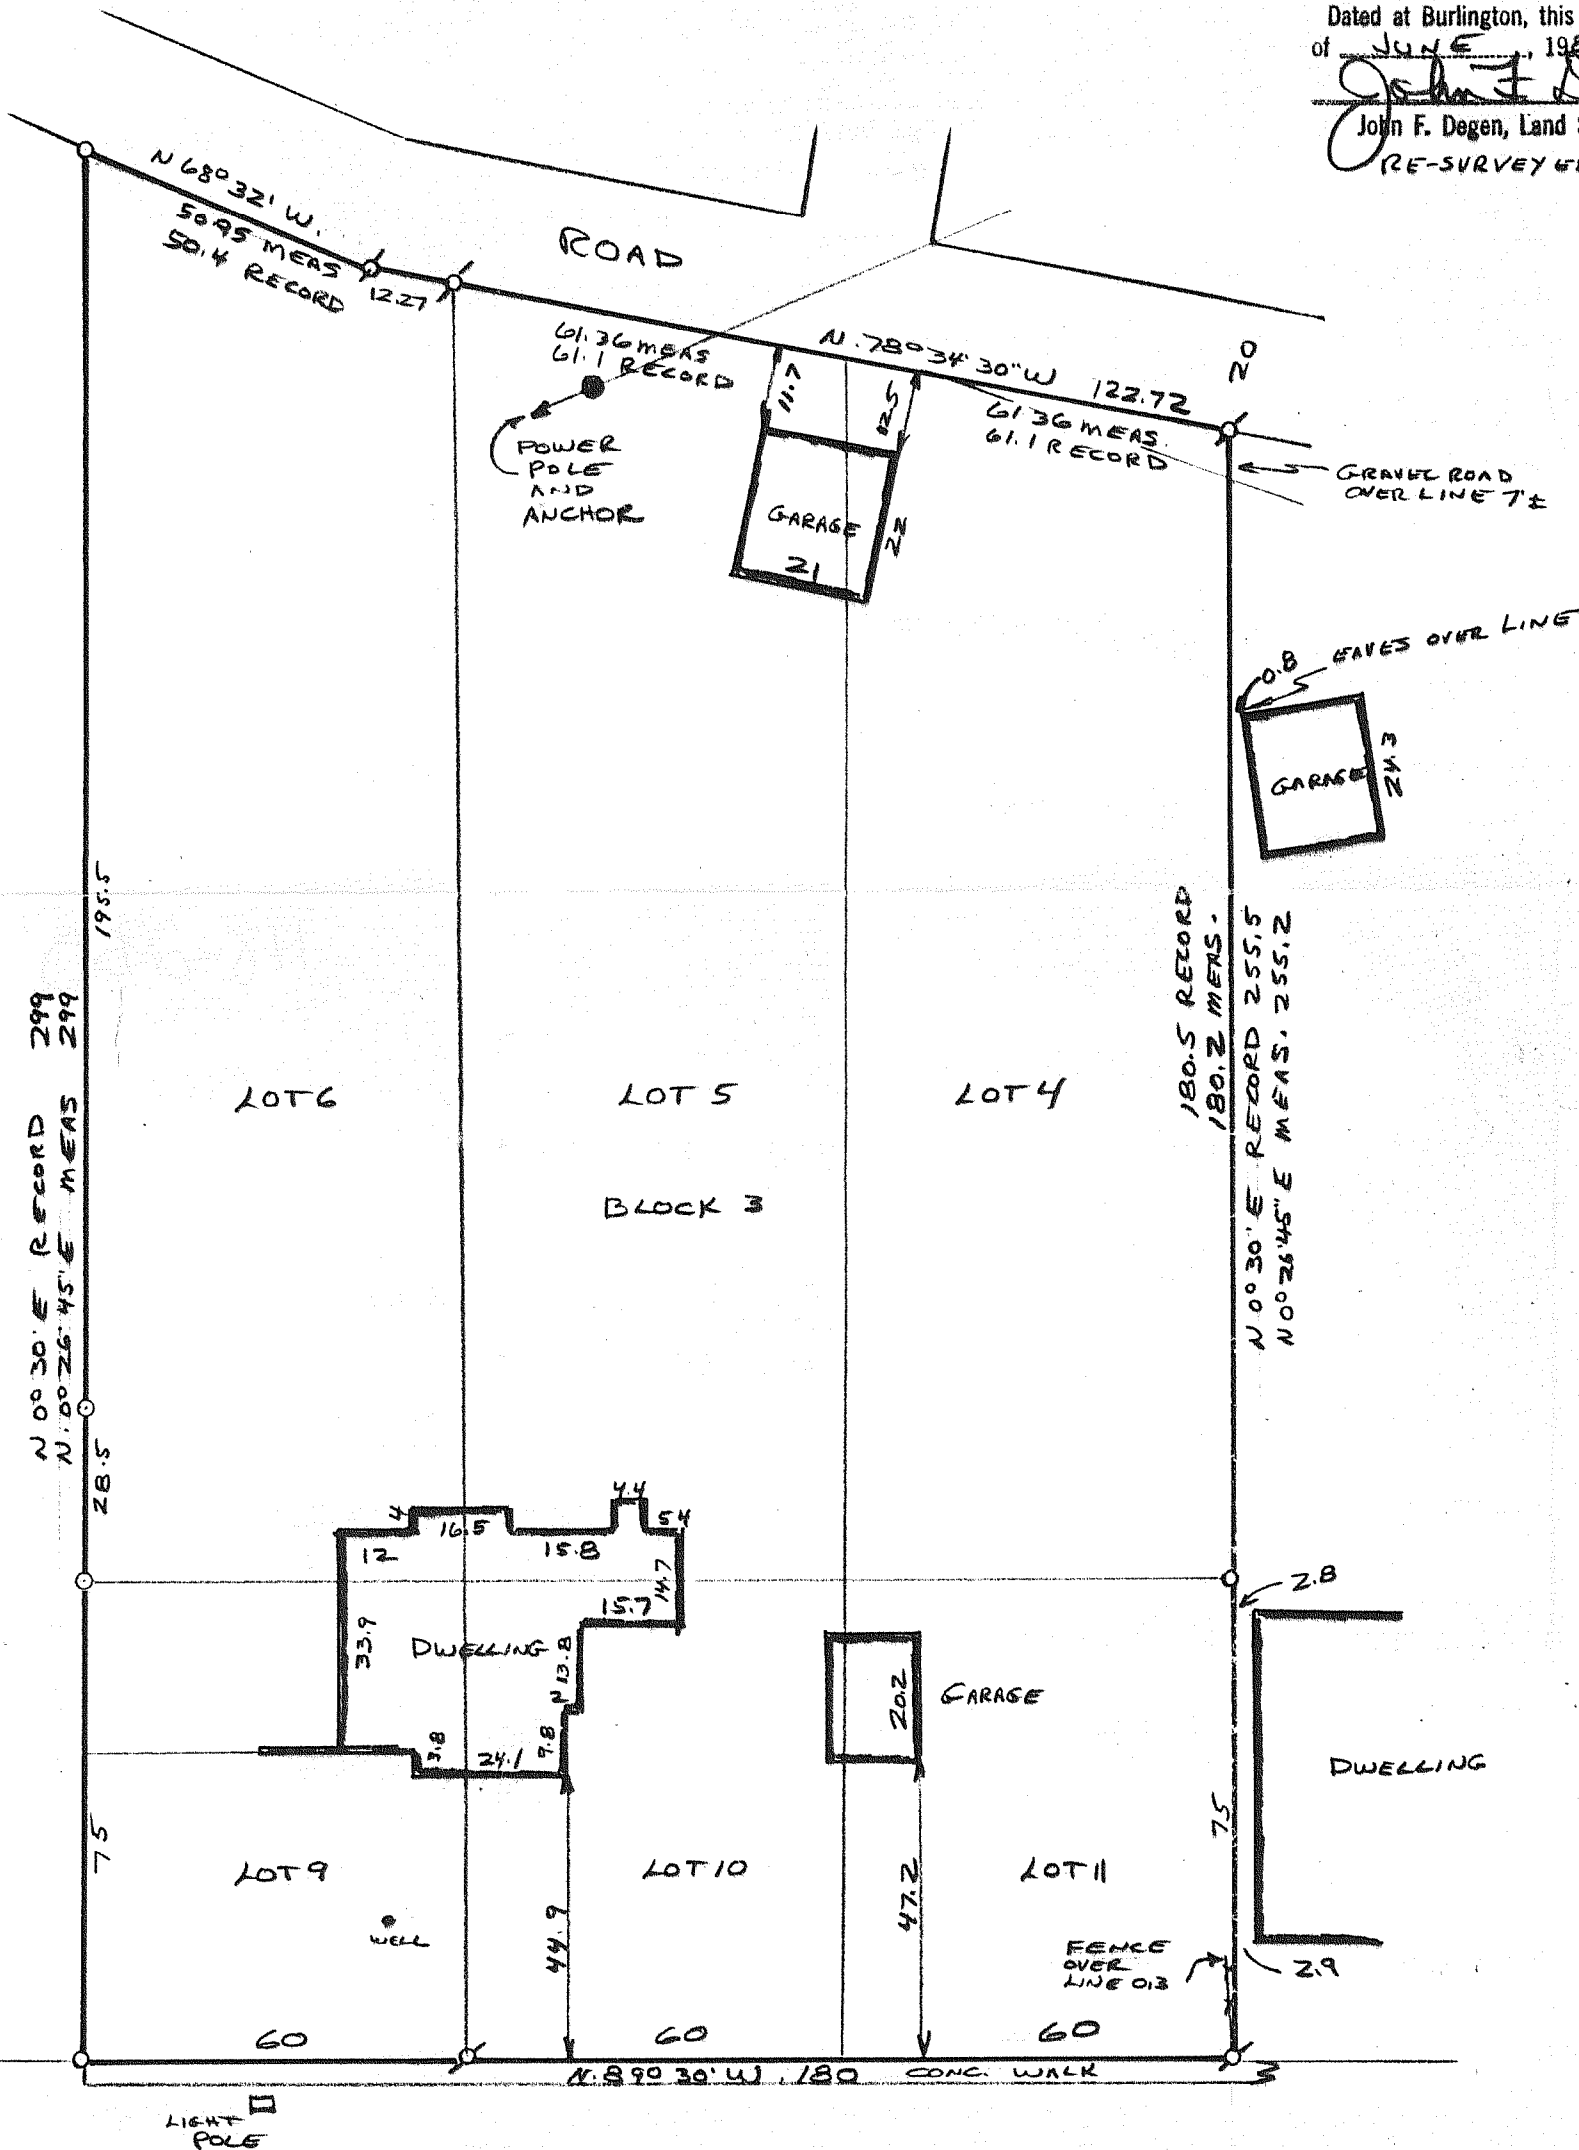 Dated at Burlington, this
of JUNE, 198
John F. D
John F. Degen, Land
RE-SURVEY
N 68° 32' W.
50.95 MEAS
50.4 RECORD
12.27
ROAD
61.36 MEAS
61.1 RECORD
N. 78° 34' 30" W
122.72
20
61.36 MEAS.
61.1 RECORD
11.7
12.5
POWER
POLE
AND
ANCHOR
GARAGE
22
21
GRAVEL ROAD
OVER LINE 7'±
0.8
EAVES OVER LINE
GARAGE
24.3
195.5
180.5 RECORD
180.2 MEAS.
N 0° 30' E RECORD 255.5
N 0° 26' 45" E MEAS. 255.2
N 0° 30' E RECORD 299
N. 0° 26' 45" E MEAS 299
LOT 6
LOT 5
LOT 4
BLOCK 3
28.5
4
16.5
4.4
5.4
12
15.8
14.7
15.7
33.9
DWELLING
13.8
2
9.8
3.8
24.1
20.2
GARAGE
2.8
DWELLING
75
75
LOT 9
LOT 10
LOT 11
WELL
44.9
47.2
FENCE
OVER
LINE 0.3
2.9
60
60
60
N. 89° 30' W. 180
CONC. WALK
LIGHT
POLE